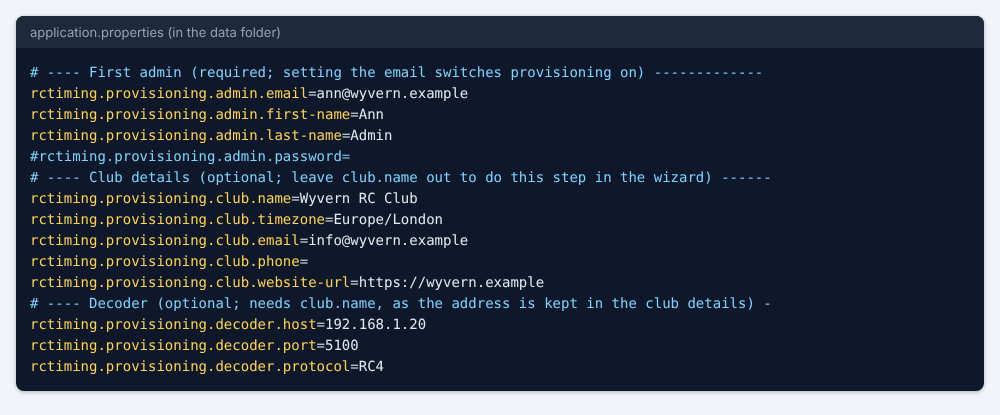 application.properties (in the data folder)
# ---- First admin (required; setting the email switches provisioning on) -------------
rctiming.provisioning.admin.email=ann@wyvern.example
rctiming.provisioning.admin.first-name=Ann
rctiming.provisioning.admin.last-name=Admin
#rctiming.provisioning.admin.password=
# ---- Club details (optional; leave club.name out to do this step in the wizard) ------
rctiming.provisioning.club.name=Wyvern RC Club
rctiming.provisioning.club.timezone=Europe/London
rctiming.provisioning.club.email=info@wyvern.example
rctiming.provisioning.club.phone=
rctiming.provisioning.club.website-url=https://wyvern.example
# ---- Decoder (optional; needs club.name, as the address is kept in the club details) -
rctiming.provisioning.decoder.host=192.168.1.20
rctiming.provisioning.decoder.port=5100
rctiming.provisioning.decoder.protocol=RC4